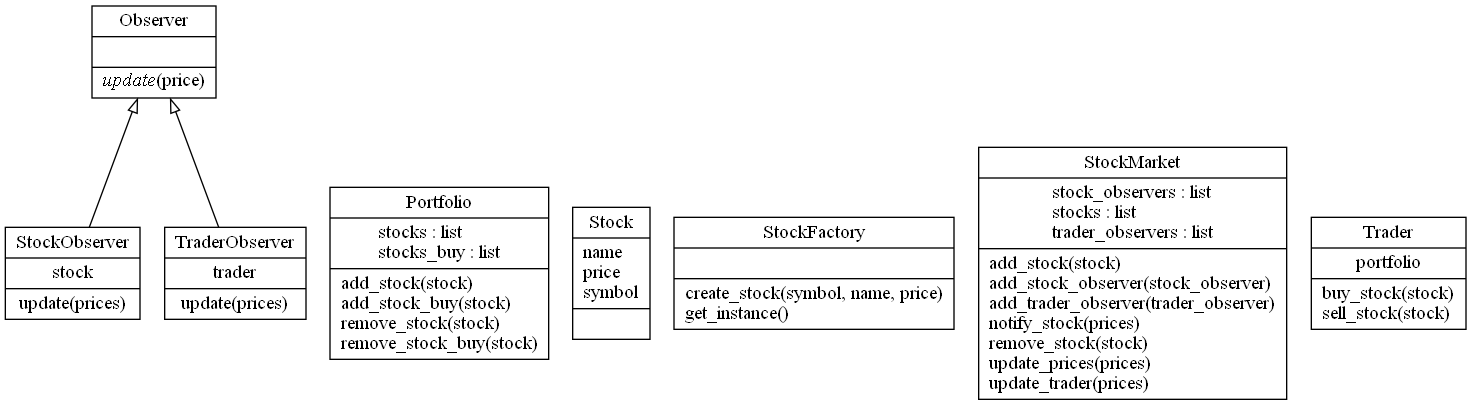 Observer
update(price)
StockObserver
stock
update(prices)
TraderObserver
trader
update(prices)
Portfolio
stocks : list
stocks_buy : list
add_stock(stock)
add_stock_buy(stock)
remove_stock(stock)
remove_stock_buy(stock)
Stock
name
price
symbol
StockFactory
create_stock(symbol, name, price)
get_instance()
StockMarket
stock_observers : list
stocks : list
trader_observers : list
add_stock(stock)
add_stock_observer(stock_observer)
add_trader_observer(trader_observer)
notify_stock(prices)
remove_stock(stock)
update_prices(prices)
update_trader(prices)
Trader
portfolio
buy_stock(stock)
sell_stock(stock)